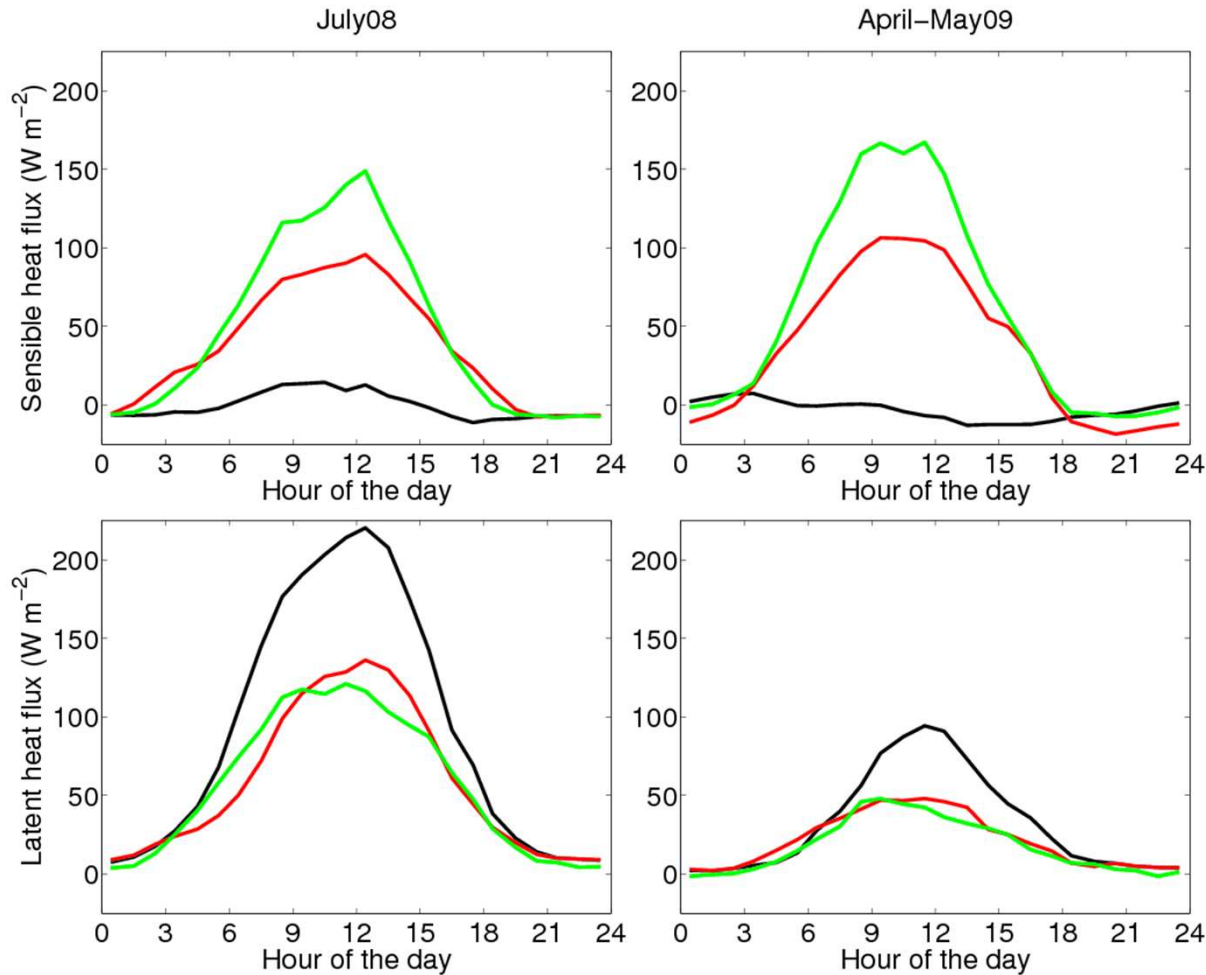 July08
April−May09
Sensible heat flux (W m−2)
200
150
100
50
0
0 3 6 9 12 15 18 21 24
Hour of the day
200
150
100
50
0
0 3 6 9 12 15 18 21 24
Hour of the day
Latent heat flux (W m−2)
200
150
100
50
0
0 3 6 9 12 15 18 21 24
Hour of the day
200
150
100
50
0
0 3 6 9 12 15 18 21 24
Hour of the day